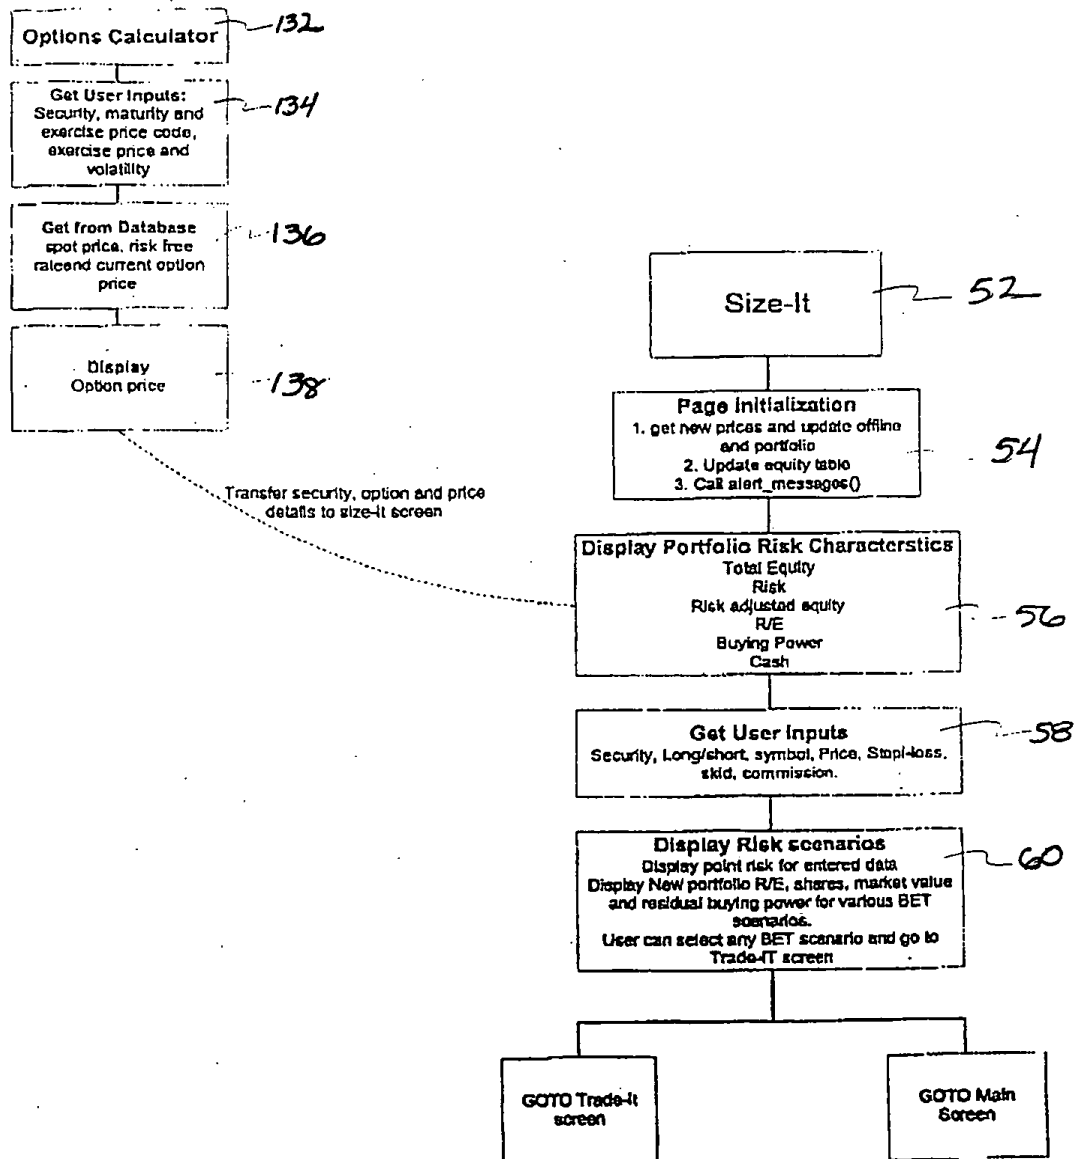 Options Calculator
132
Get User Inputs:
Security, maturity and
exercise price code,
exercise price and
volatility
134
Get from Database
spot price, risk free
rateand current option
price
136
Display
Option price
138
Transfer security, option and price
details to size-it screen
Size-It
52
Page Initialization
1. get new prices and update offline
and portfolio
2. Update equity table
3. Call alert_messages()
54
Display Portfolio Risk Characterstics
Total Equity
Risk
Risk adjusted equity
R/E
Buying Power
Cash
56
Get User Inputs
Security, Long/short, symbol, Price, Stopl-loss,
skid, commission.
58
Display Risk scenarios
Display point risk for entered data
Display New portfolio R/E, shares, market value
and residual buying power for various BET
scenarios.
User can select any BET scenario and go to
Trade-IT screen
60
GOTO Trade-It
screen
GOTO Main
Screen